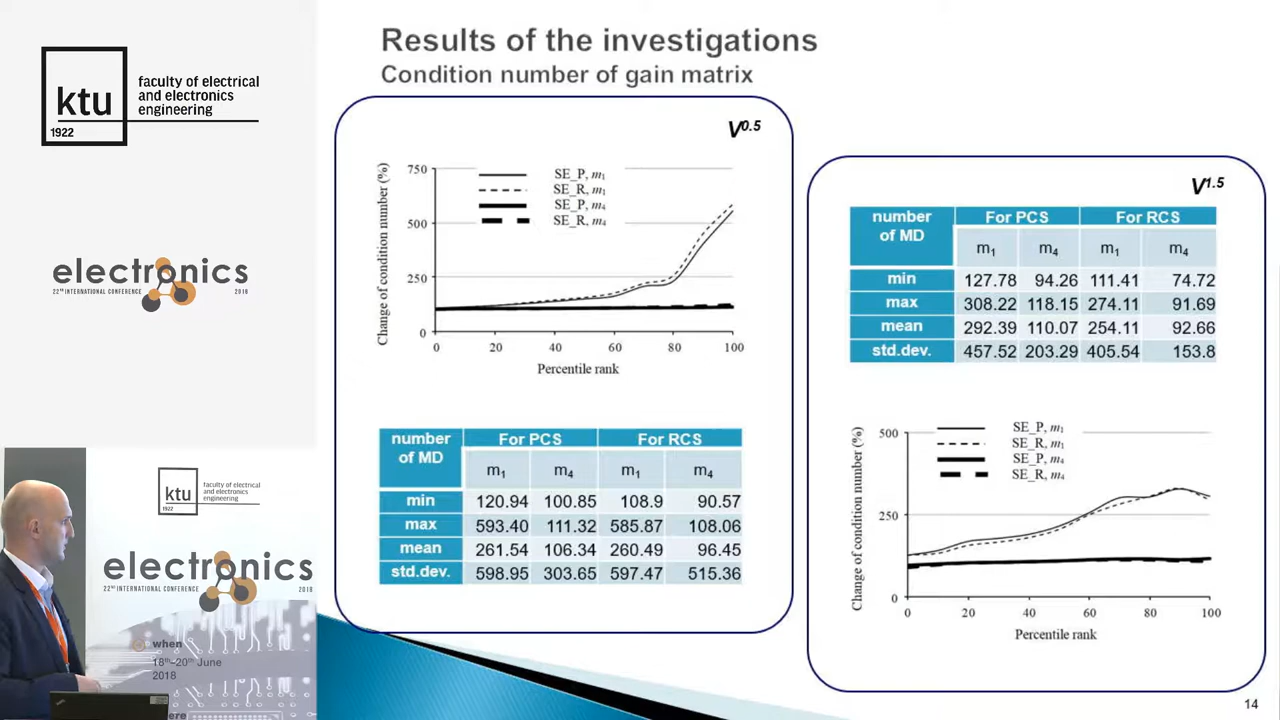 ktu
1922
faculty of electrical
and electronics
engineering
electronics
22ND INTERNATIONAL CONFERENCE 2018
ktu
1922
faculty of electrical
and electronics
engineering
electronics
22ND INTERNATIONAL CONFERENCE 2018
when
18th–20th June
2018
Results of the investigations
Condition number of gain matrix
V0.5
Change of condition number (%)
750
500
250
0
SE_P, m1
SE_R, m1
SE_P, m4
SE_R, m4
0 20 40 60 80 100
Percentile rank
number of MD For PCS For RCS
m1 m4 m1 m4
min 120.94 100.85 108.9 90.57
max 593.40 111.32 585.87 108.06
mean 261.54 106.34 260.49 96.45
std.dev. 598.95 303.65 597.47 515.36
V1.5
number of MD For PCS For RCS
m1 m4 m1 m4
min 127.78 94.26 111.41 74.72
max 308.22 118.15 274.11 91.69
mean 292.39 110.07 254.11 92.66
std.dev. 457.52 203.29 405.54 153.8
Change of condition number (%)
500
250
0
SE_P, m1
SE_R, m1
SE_P, m4
SE_R, m4
0 20 40 60 80 100
Percentile rank
14